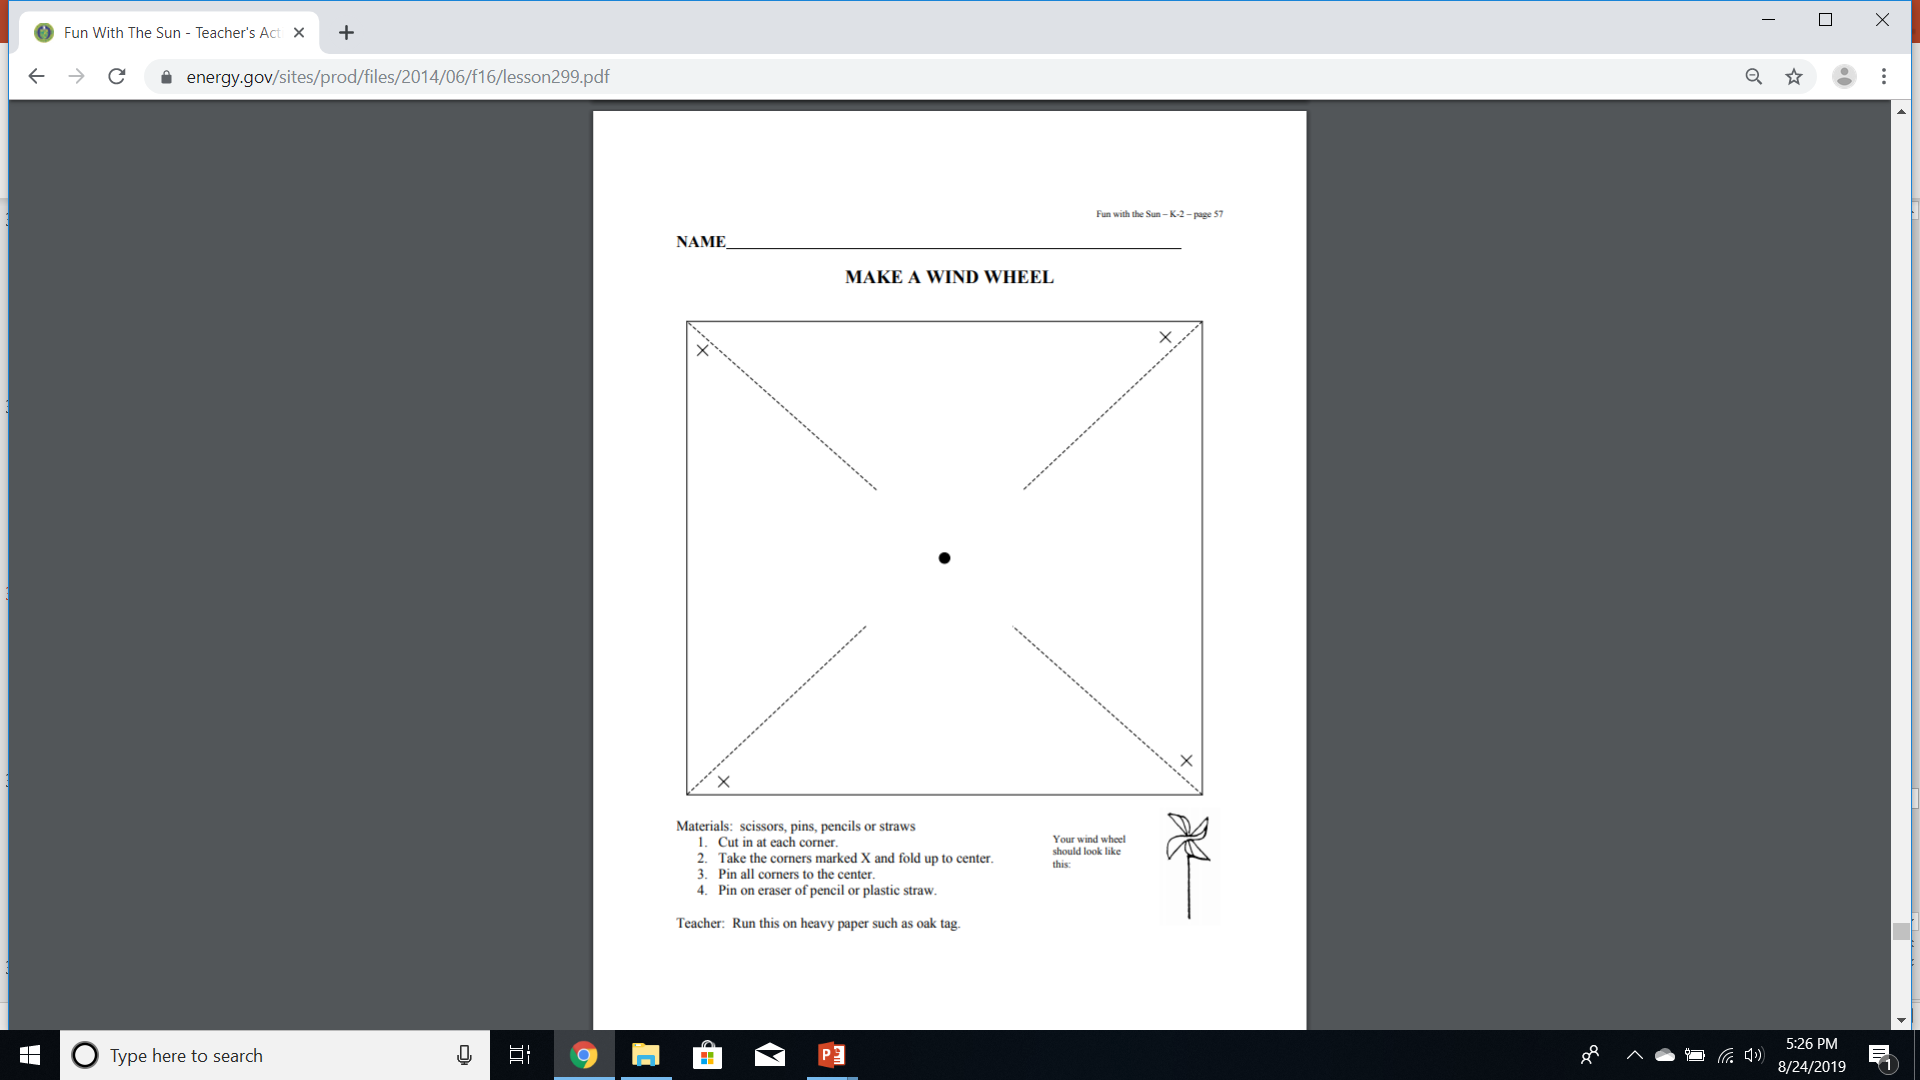 Fun With The Sun - Teacher's Act
energy.gov/sites/prod/files/2014/06/f16/lesson299.pdf
Fun with the Sun – K-2 – page 57
NAME
MAKE A WIND WHEEL
X X
X
X
Materials: scissors, pins, pencils or straws
1. Cut in at each corner.
2. Take the corners marked X and fold up to center.
3. Pin all corners to the center.
4. Pin on eraser of pencil or plastic straw.
Your wind wheel
should look like
this:
Teacher: Run this on heavy paper such as oak tag.
Type here to search
5:26 PM
8/24/2019
1